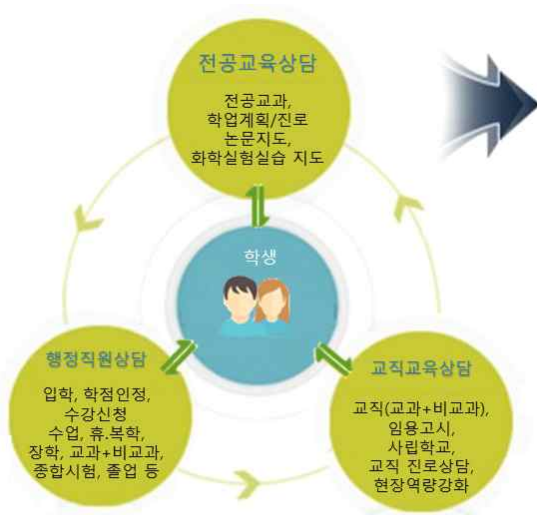 전공교육상담
전공교과,
학업계획/진로
논문지도,
화학실험실습 지도
학생
행정직원상담
입학, 학점인정,
수강신청
수업, 휴.복학,
장학, 교과+비교과,
종합시험, 졸업 등
교직교육상담
교직(교과+비교과),
임용고시,
사립학교,
교직 진로상담,
현장역량강화